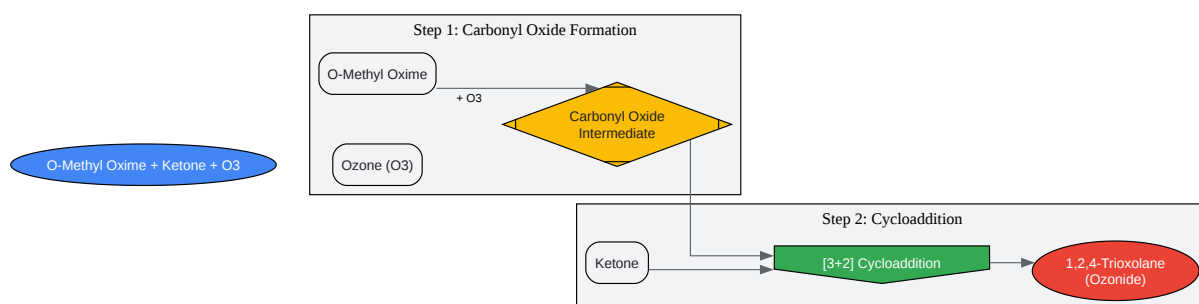 Step 1: Carbonyl Oxide Formation
O-Methyl Oxime
+ O3
Carbonyl Oxide
Intermediate
Ozone (O3)
O-Methyl Oxime + Ketone + O3
Step 2: Cycloaddition
Ketone
[3+2] Cycloaddition
1,2,4-Trioxolane
(Ozonide)